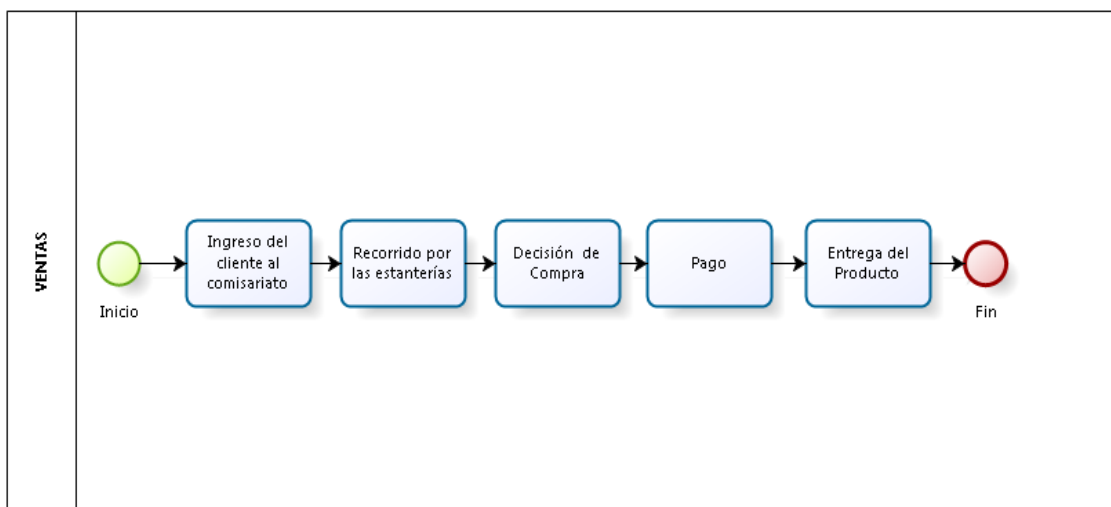 VENTAS
Inicio
Ingreso del
cliente al
comisariato
Recorrido por
las estanterías
Decisión de
Compra
Pago
Entrega del
Producto
Fin